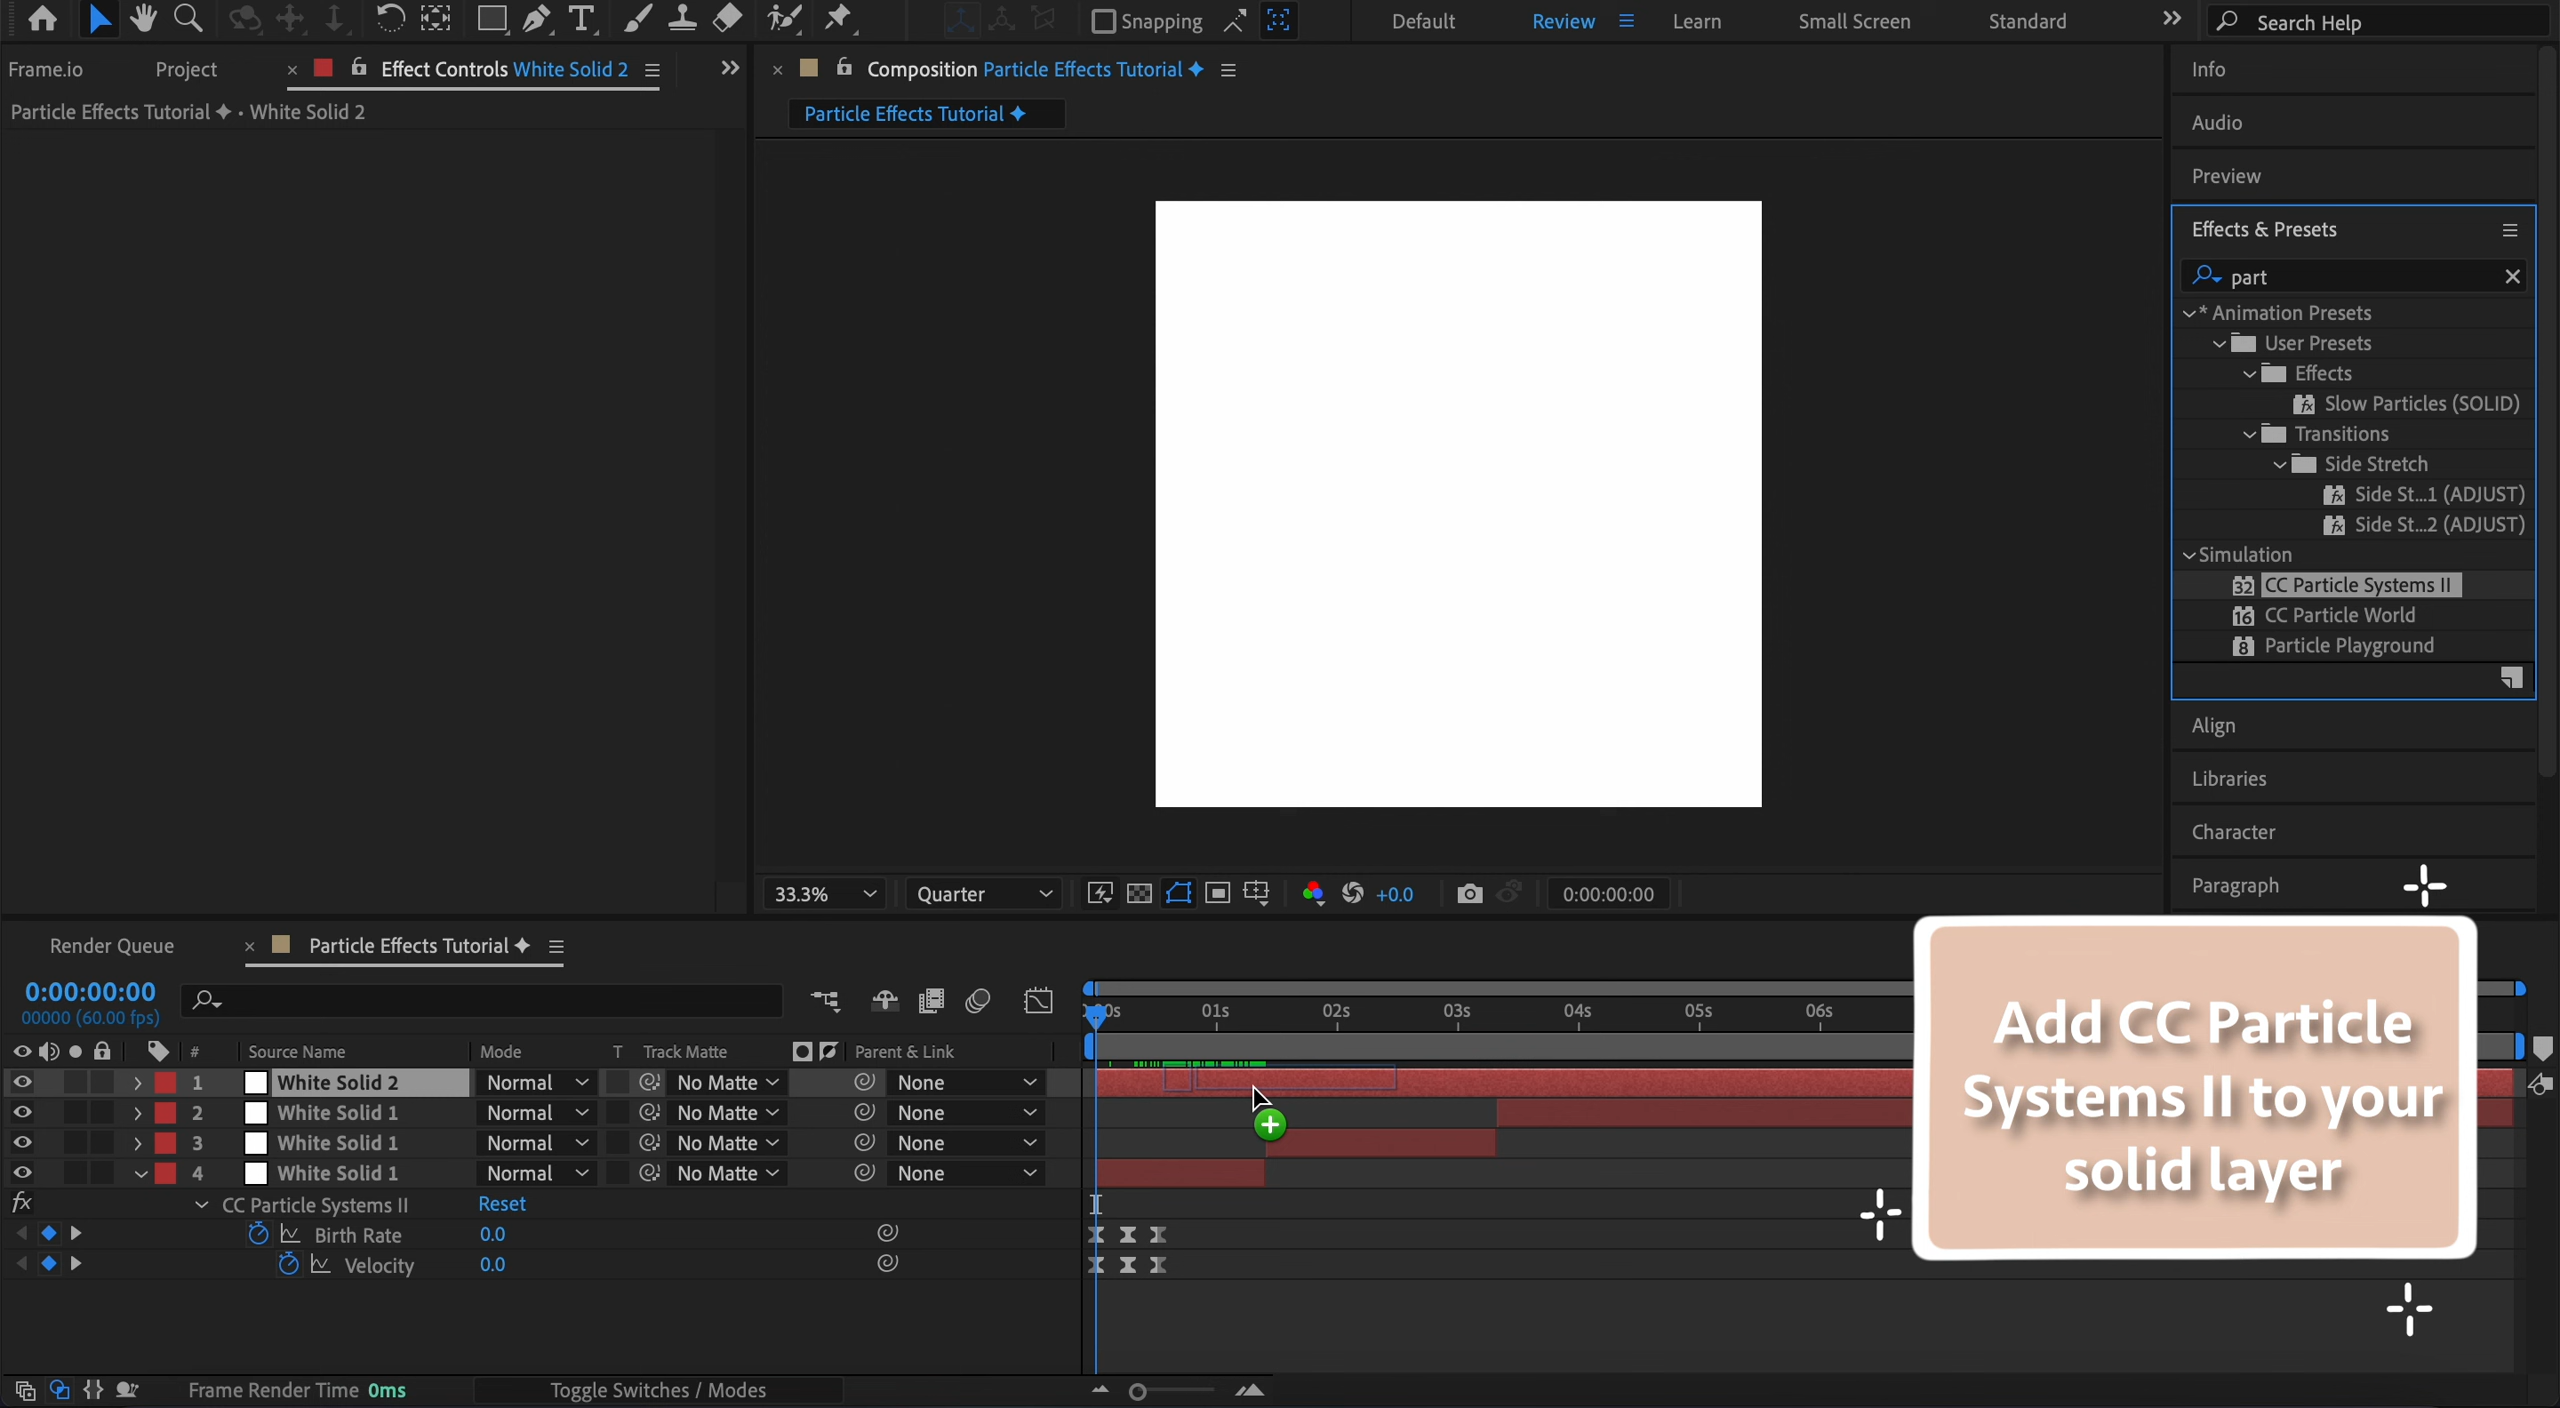 Snapping
Default
Review
Learn
Small Screen
Standard
Search Help
Frame.io
Project
Effect Controls White Solid 2
Particle Effects Tutorial • White Solid 2
Composition Particle Effects Tutorial
Particle Effects Tutorial
Info
Audio
Preview
Effects & Presets
part
* Animation Presets
User Presets
Effects
Slow Particles (SOLID)
Transitions
Side Stretch
Side St...1 (ADJUST)
Side St...2 (ADJUST)
Simulation
32 CC Particle Systems II
16 CC Particle World
8 Particle Playground
Align
Libraries
Character
Paragraph
33.3%
Quarter
+0.0
0:00:00:00
Render Queue
Particle Effects Tutorial
0:00:00:00
00000 (60.00 fps)
01s 02s 03s 04s 05s 06s
# Source Name Mode T Track Matte Parent & Link
1 White Solid 2 Normal No Matte None
2 White Solid 1 Normal No Matte None
3 White Solid 1 Normal No Matte None
4 White Solid 1 Normal No Matte None
fx CC Particle Systems II Reset
Birth Rate 0.0
Velocity 0.0
Frame Render Time 0ms
Toggle Switches / Modes
Add CC Particle
Systems II to your
solid layer